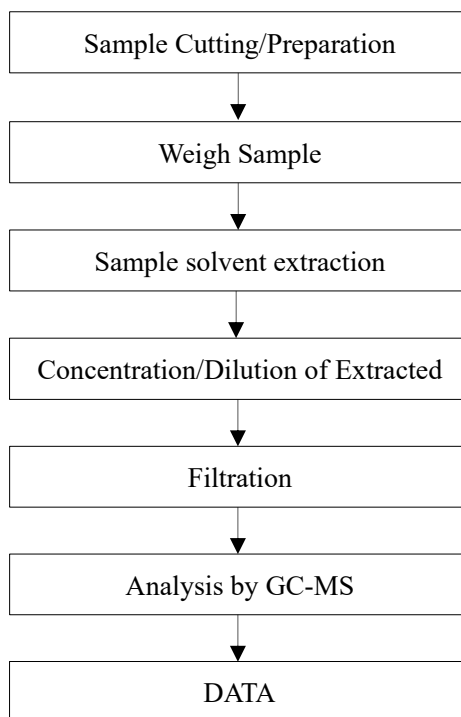 Sample Cutting/Preparation
Weigh Sample
Sample solvent extraction
Concentration/Dilution of Extracted
Filtration
Analysis by GC-MS
DATA